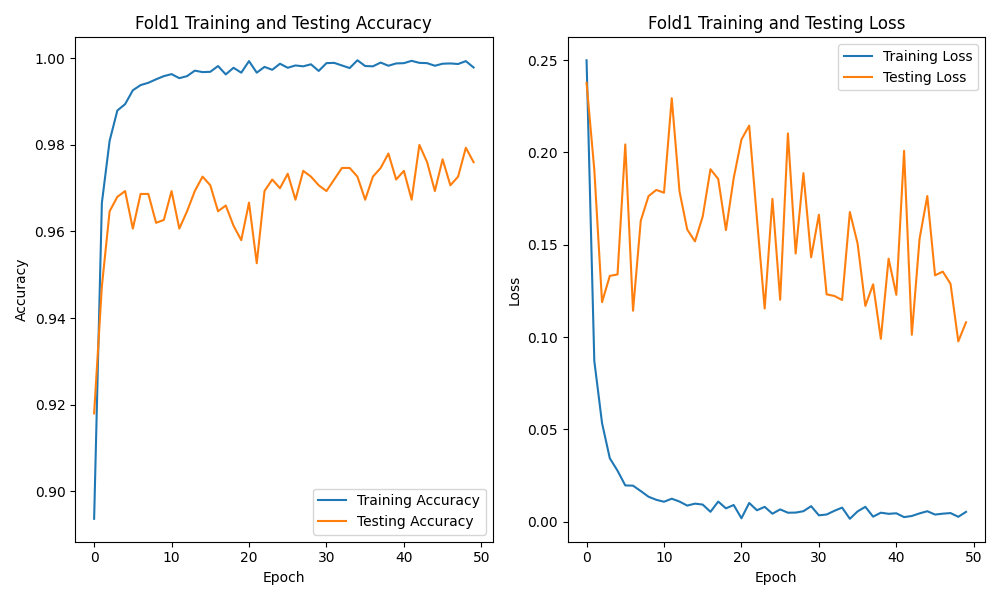 Fold1 Training and Testing Accuracy
Accuracy
1.00
0.98
0.96
0.94
0.92
0.90
Training Accuracy
Testing Accuracy
0 10 20 30 40 50
Epoch
Fold1 Training and Testing Loss
Loss
0.25
0.20
0.15
0.10
0.05
0.00
Training Loss
Testing Loss
0 10 20 30 40 50
Epoch